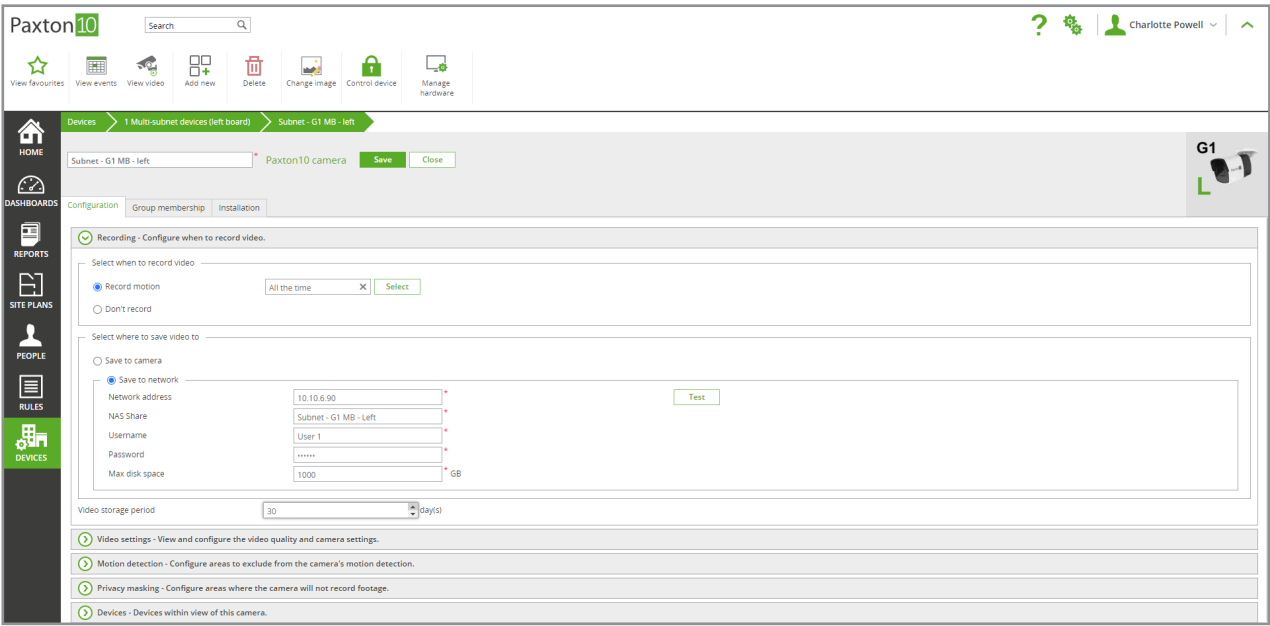 Paxton 10
Search
? Charlotte Powell
View favourites View events View video Add new Delete Change image Control device Manage hardware
Devices 1 Multi-subnet devices (left board) Subnet - G1 MB - left
HOME
DASHBOARDS
REPORTS
SITE PLANS
PEOPLE
RULES
DEVICES
Subnet - G1 MB - left * Paxton10 camera Save Close
G1
L
Configuration Group membership Installation
Recording - Configure when to record video.
Select when to record video
Record motion All the time X Select
Don't record
Select where to save video to
Save to camera
Save to network
Network address 10.10.6.90 * Test
NAS Share Subnet - G1 MB - Left *
Username User 1 *
Password •••••• *
Max disk space 1000 * GB
Video storage period 30 day(s)
Video settings - View and configure the video quality and camera settings.
Motion detection - Configure areas to exclude from the camera's motion detection.
Privacy masking - Configure areas where the camera will not record footage.
Devices - Devices within view of this camera.